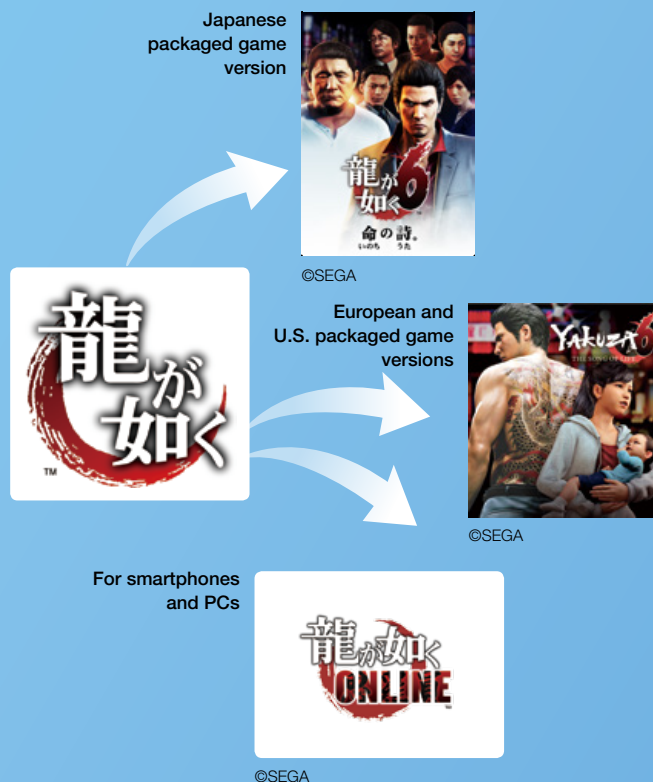 Japanese
packaged game
version
龍が
如く6
命の詩。
いのち うた
©SEGA
龍が
如く
TM
European and
U.S. packaged game
versions
YAKUZA 6
THE SONG OF LIFE
©SEGA
For smartphones
and PCs
龍が如く
ONLINE
©SEGA